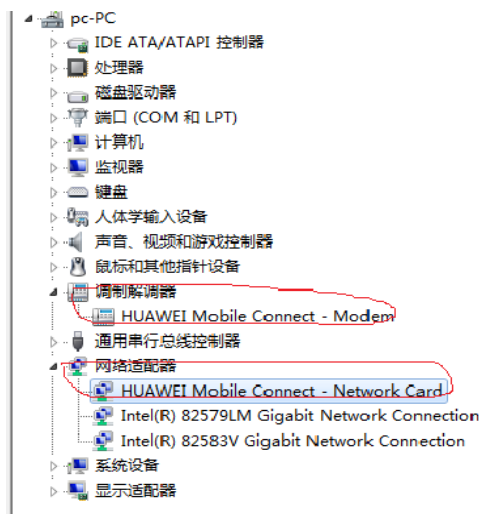 pc-PC
IDE ATA/ATAPI 控制器
处理器
磁盘驱动器
端口 (COM 和 LPT)
计算机
监视器
键盘
人体学输入设备
声音、视频和游戏控制器
鼠标和其他指针设备
调制解调器
HUAWEI Mobile Connect - Modem
通用串行总线控制器
网络适配器
HUAWEI Mobile Connect - Network Card
Intel(R) 82579LM Gigabit Network Connection
Intel(R) 82583V Gigabit Network Connection
系统设备
显示适配器